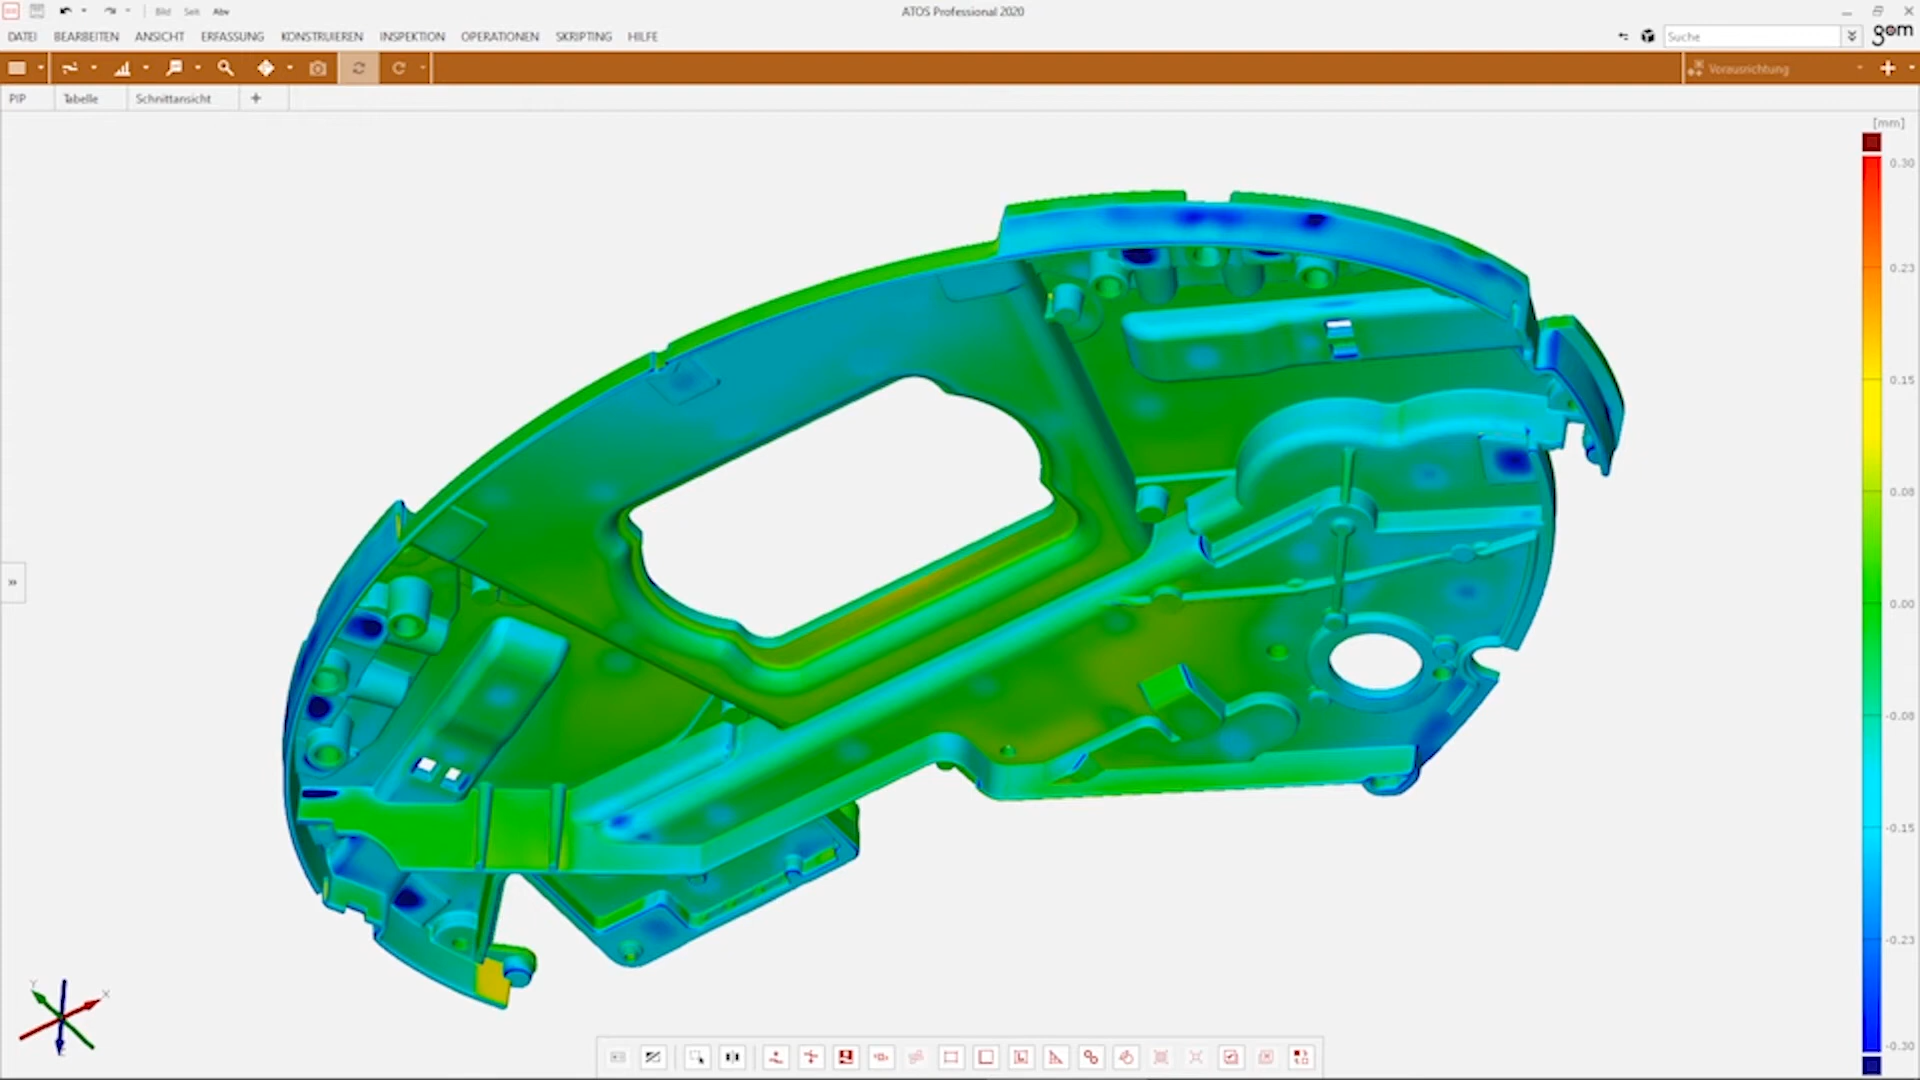 Bild Seit Abw
ATOS Professional 2020
DATEI BEARBEITEN ANSICHT ERFASSUNG KONSTRUIEREN INSPEKTION OPERATIONEN SKRIPTING HILFE
Suche
gom
Vorausrichtung
PIP Tabelle Schnittansicht +
[mm]
0.30
0.23
0.15
0.08
0.00
-0.08
-0.15
-0.23
-0.30
»
Y
X
Z